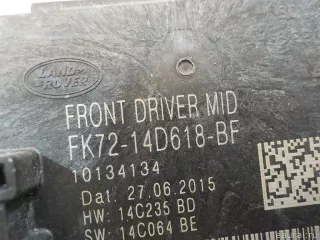 LAND ROVER
FRONT DRIVER MID
FK72-14D618-BF
10134134
Dat: 27.06.2015
HW: 14C235 BD
SW: 14C064 BE